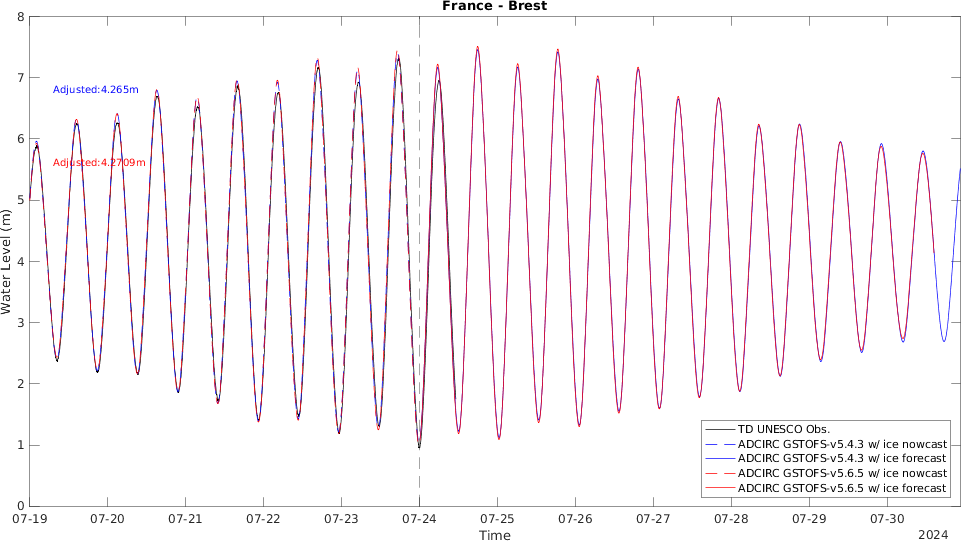 France - Brest
8
7
6
5
4
3
2
1
0
Water Level (m)
Adjusted:4.265m
Adjusted:4.2709m
TD UNESCO Obs.
ADCIRC GSTOFS-v5.4.3 w/ ice nowcast
ADCIRC GSTOFS-v5.4.3 w/ ice forecast
ADCIRC GSTOFS-v5.6.5 w/ ice nowcast
ADCIRC GSTOFS-v5.6.5 w/ ice forecast
07-19 07-20 07-21 07-22 07-23 07-24 07-25 07-26 07-27 07-28 07-29 07-30
Time
2024